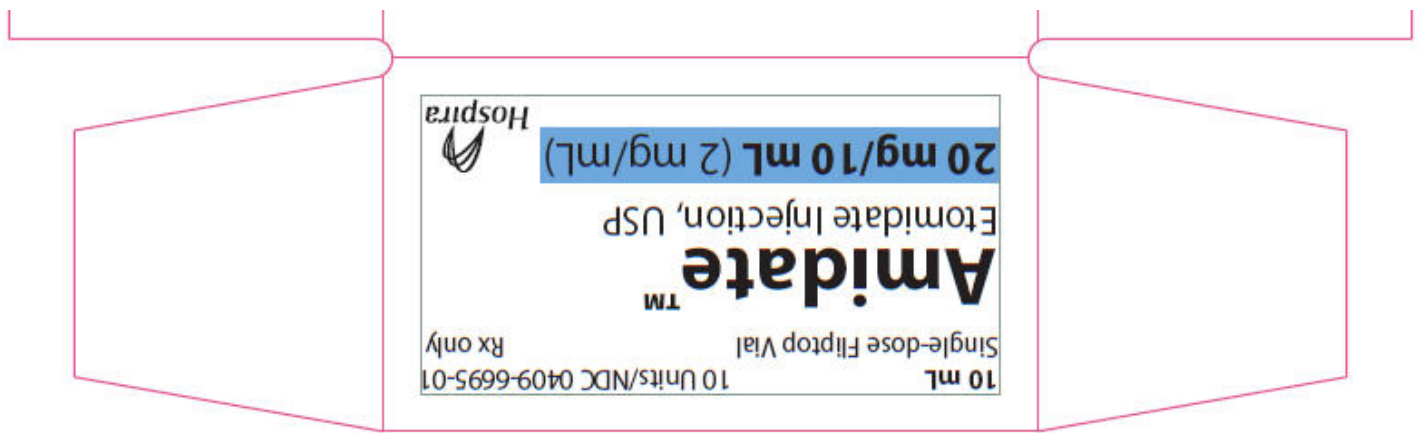 10 mL 10 Units/NDC 0409-6695-01
Single-dose Fliptop Vial Rx only
Amidate™
Etomidate Injection, USP
20 mg/10 mL (2 mg/mL)
Hospira